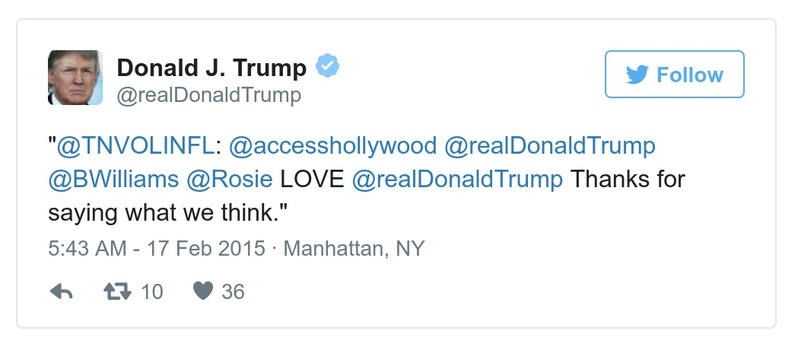 Donald J. Trump
@realDonaldTrump
Follow
"@TNVOLINFL: @accesshollywood @realDonaldTrump
@BWilliams @Rosie LOVE @realDonaldTrump Thanks for
saying what we think."
5:43 AM - 17 Feb 2015 · Manhattan, NY
10 36